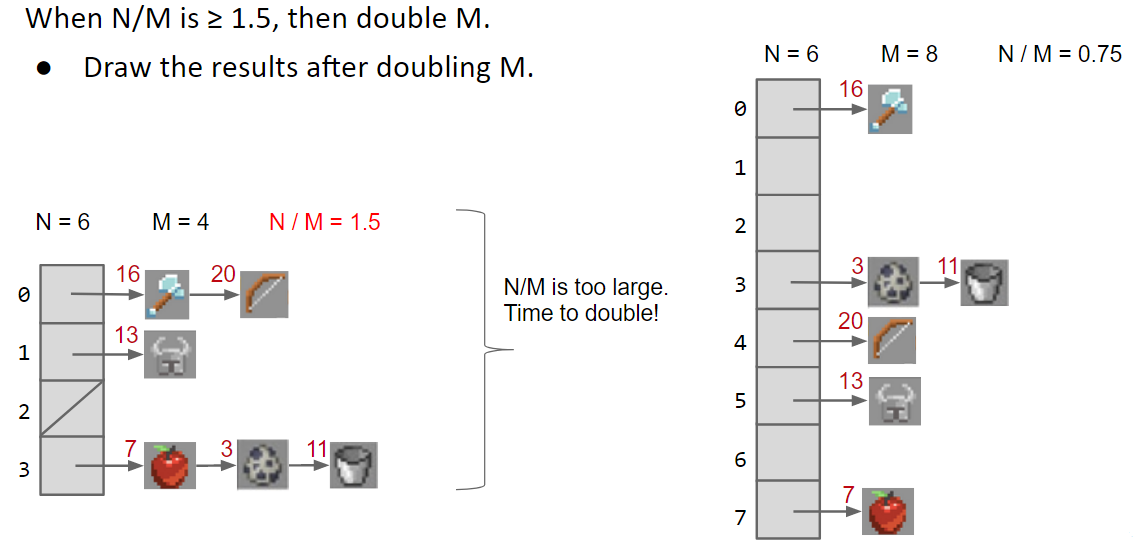 When N/M is ≥ 1.5, then double M.
● Draw the results after doubling M.
N = 6 M = 4 N / M = 1.5
0 16 20
1 13
2
3 7 3 11
N/M is too large.
Time to double!
N = 6 M = 8 N / M = 0.75
0 16
1
2
3 3 11
4 20
5 13
6
7 7